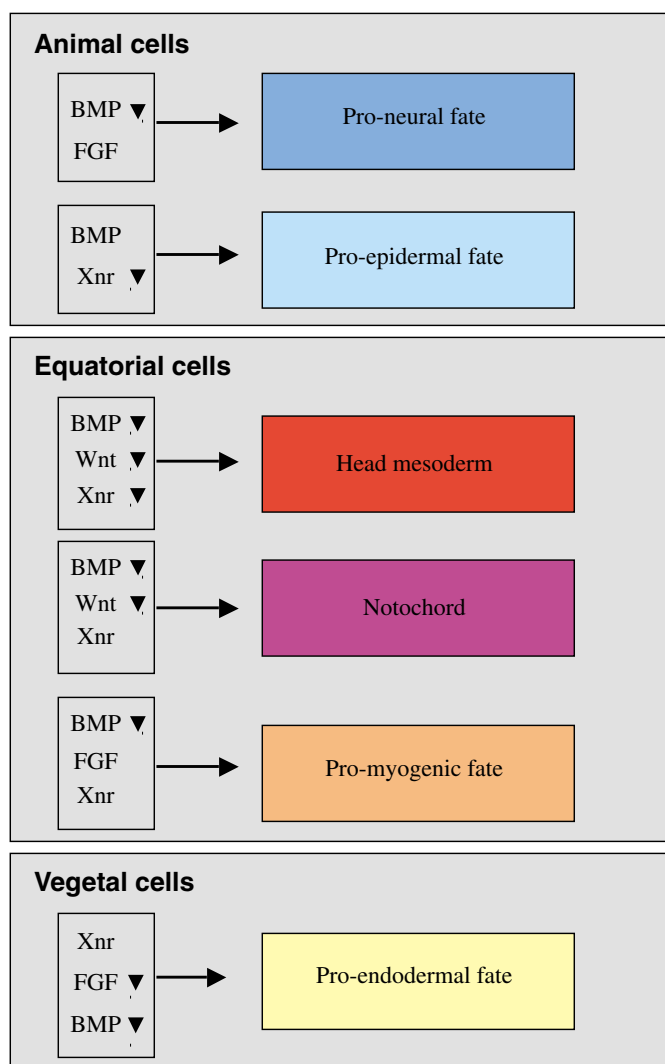 Animal cells
BMP ▼
FGF
Pro-neural fate
BMP
Xnr ▼
Pro-epidermal fate
Equatorial cells
BMP ▼
Wnt ▼
Xnr ▼
Head mesoderm
BMP ▼
Wnt ▼
Xnr
Notochord
BMP ▼
FGF
Xnr
Pro-myogenic fate
Vegetal cells
Xnr
FGF ▼
BMP ▼
Pro-endodermal fate